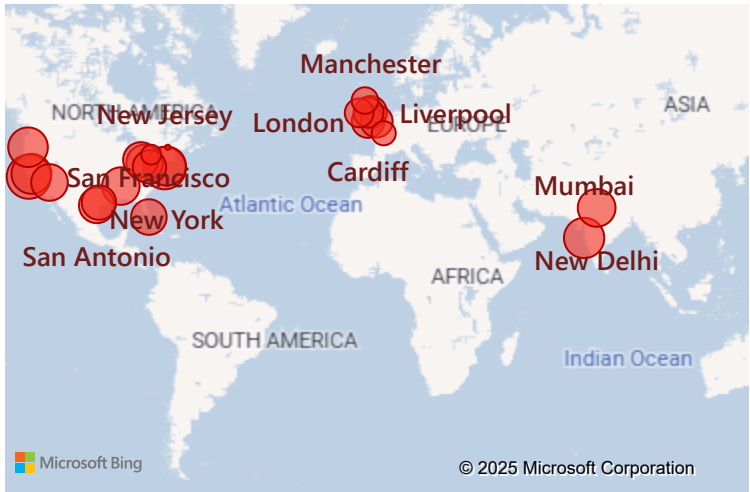 Manchester
NORTH AMERICA
ASIA
New Jersey
London
Liverpool
EUROPE
Cardiff
San Francisco
Mumbai
Atlantic Ocean
New York
San Antonio
New Delhi
AFRICA
SOUTH AMERICA
Indian Ocean
Microsoft Bing
© 2025 Microsoft Corporation